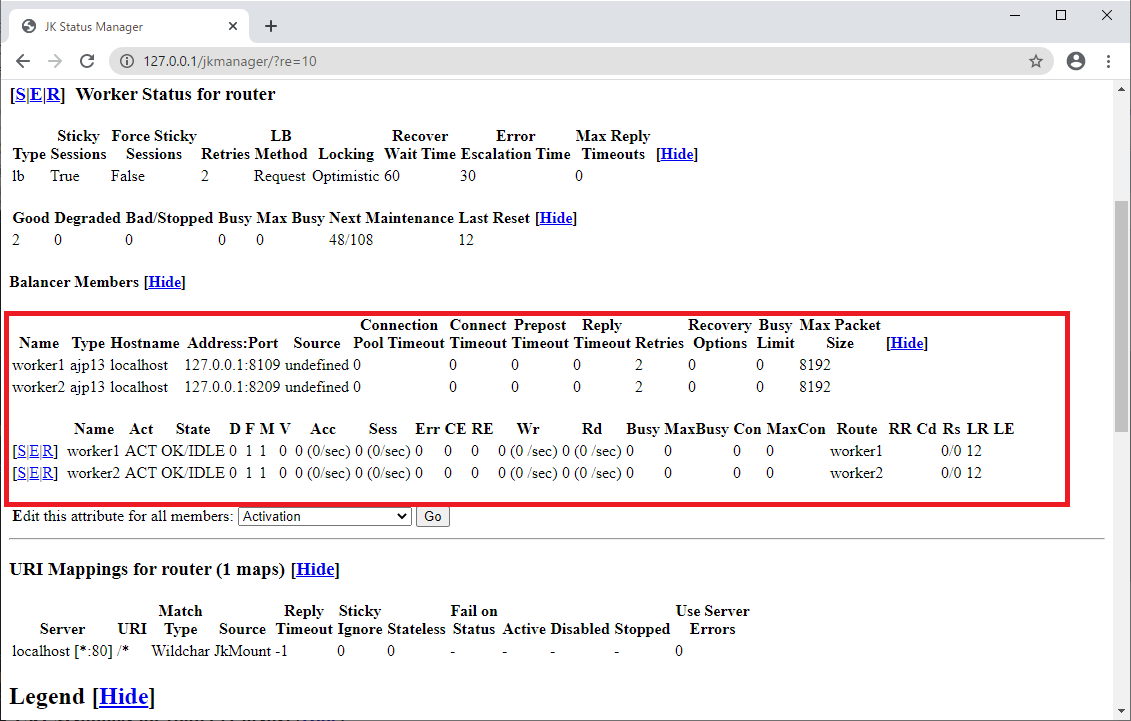 JK Status Manager
127.0.0.1/jkmanager/?re=10
[S|E|R] Worker Status for router
Sticky Force Sticky LB Recover Error Max Reply
Type Sessions Sessions Retries Method Locking Wait Time Escalation Time Timeouts [Hide]
lb True False 2 Request Optimistic 60 30 0
Good Degraded Bad/Stopped Busy Max Busy Next Maintenance Last Reset [Hide]
2 0 0 0 0 48/108 12
Balancer Members [Hide]
Connection Connect Prepost Reply Recovery Busy Max Packet
Name Type Hostname Address:Port Source Pool Timeout Timeout Timeout Timeout Retries Options Limit Size [Hide]
worker1 ajp13 localhost 127.0.0.1:8109 undefined 0 0 0 0 2 0 0 8192
worker2 ajp13 localhost 127.0.0.1:8209 undefined 0 0 0 0 2 0 0 8192
Name Act State D F M V Acc Sess Err CE RE Wr Rd Busy MaxBusy Con MaxCon Route RR Cd Rs LR LE
[S|E|R] worker1 ACT OK/IDLE 0 1 1 0 0 (0/sec) 0 (0/sec) 0 0 0 0 (0 /sec) 0 (0 /sec) 0 0 0 0 worker1 0/0 12
[S|E|R] worker2 ACT OK/IDLE 0 1 1 0 0 (0/sec) 0 (0/sec) 0 0 0 0 (0 /sec) 0 (0 /sec) 0 0 0 0 worker2 0/0 12
Edit this attribute for all members: Activation Go
URI Mappings for router (1 maps) [Hide]
Match Reply Sticky Fail on Use Server
Server URI Type Source Timeout Ignore Stateless Status Active Disabled Stopped Errors
localhost [*:80] /* Wildchar JkMount -1 0 0 - - - - 0
Legend [Hide]